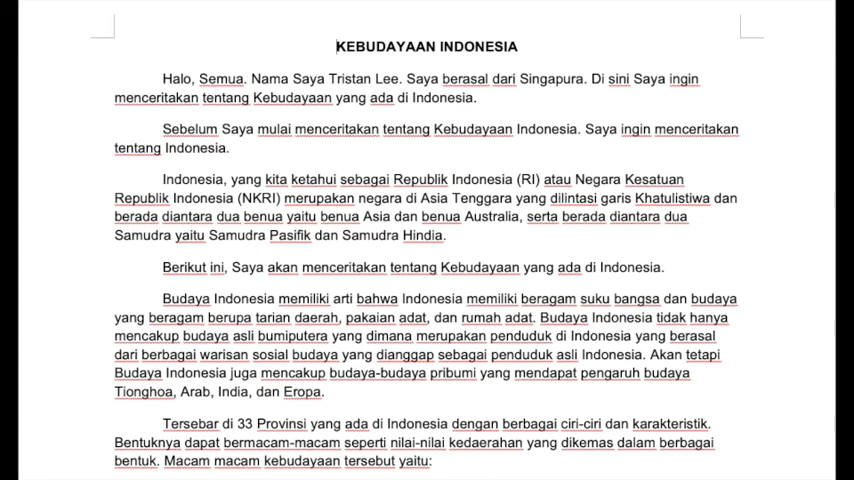 KEBUDAYAAN INDONESIA
Halo, Semua. Nama Saya Tristan Lee. Saya berasal dari Singapura. Di sini Saya ingin
menceritakan tentang Kebudayaan yang ada di Indonesia.
Sebelum Saya mulai menceritakan tentang Kebudayaan Indonesia. Saya ingin menceritakan
tentang Indonesia.
Indonesia, yang kita ketahui sebagai Republik Indonesia (RI) atau Negara Kesatuan
Republik Indonesia (NKRI) merupakan negara di Asia Tenggara yang dilintasi garis Khatulistiwa dan
berada diantara dua benua yaitu benua Asia dan benua Australia, serta berada diantara dua
Samudra yaitu Samudra Pasifik dan Samudra Hindia.
Berikut ini, Saya akan menceritakan tentang Kebudayaan yang ada di Indonesia.
Budaya Indonesia memiliki arti bahwa Indonesia memiliki beragam suku bangsa dan budaya
yang beragam berupa tarian daerah, pakaian adat, dan rumah adat. Budaya Indonesia tidak hanya
mencakup budaya asli bumiputera yang dimana merupakan penduduk di Indonesia yang berasal
dari berbagai warisan sosial budaya yang dianggap sebagai penduduk asli Indonesia. Akan tetapi
Budaya Indonesia juga mencakup budaya-budaya pribumi yang mendapat pengaruh budaya
Tionghoa, Arab, India, dan Eropa.
Tersebar di 33 Provinsi yang ada di Indonesia dengan berbagai ciri-ciri dan karakteristik.
Bentuknya dapat bermacam-macam seperti nilai-nilai kedaerahan yang dikemas dalam berbagai
bentuk. Macam macam kebudayaan tersebut yaitu: